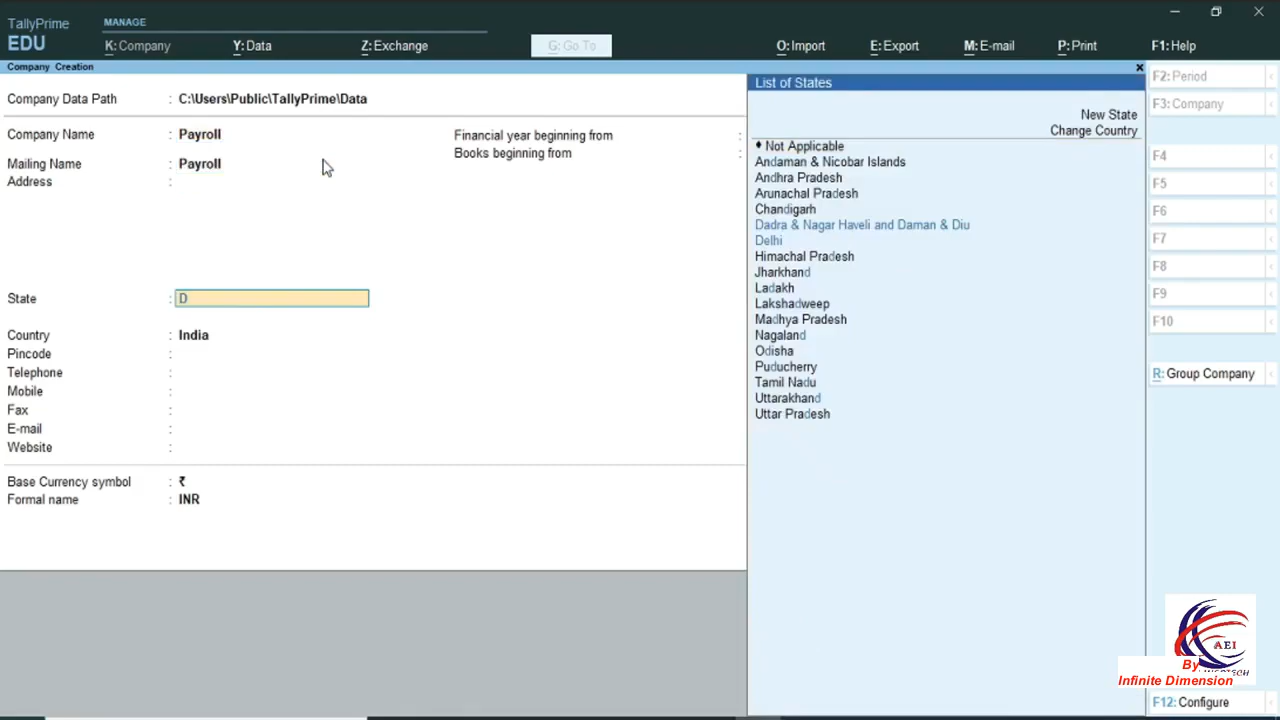 TallyPrime
EDU
MANAGE
K: Company
Y: Data
Z: Exchange
G: Go To
O: Import
E: Export
M: E-mail
P: Print
F1: Help
Company Creation
Company Data Path : C:\Users\Public\TallyPrime\Data
Company Name : Payroll
Mailing Name : Payroll
Address :
State : D
Country : India
Pincode :
Telephone :
Mobile :
Fax :
E-mail :
Website :
Base Currency symbol : ₹
Formal name : INR
Financial year beginning from :
Books beginning from :
List of States
New State
Change Country
♦ Not Applicable
Andaman & Nicobar Islands
Andhra Pradesh
Arunachal Pradesh
Chandigarh
Dadra & Nagar Haveli and Daman & Diu
Delhi
Himachal Pradesh
Jharkhand
Ladakh
Lakshadweep
Madhya Pradesh
Nagaland
Odisha
Puducherry
Tamil Nadu
Uttarakhand
Uttar Pradesh
F2: Period
F3: Company
F4
F5
F6
F7
F8
F9
F10
R: Group Company
AEI
By
Infinite Dimension
F12: Configure